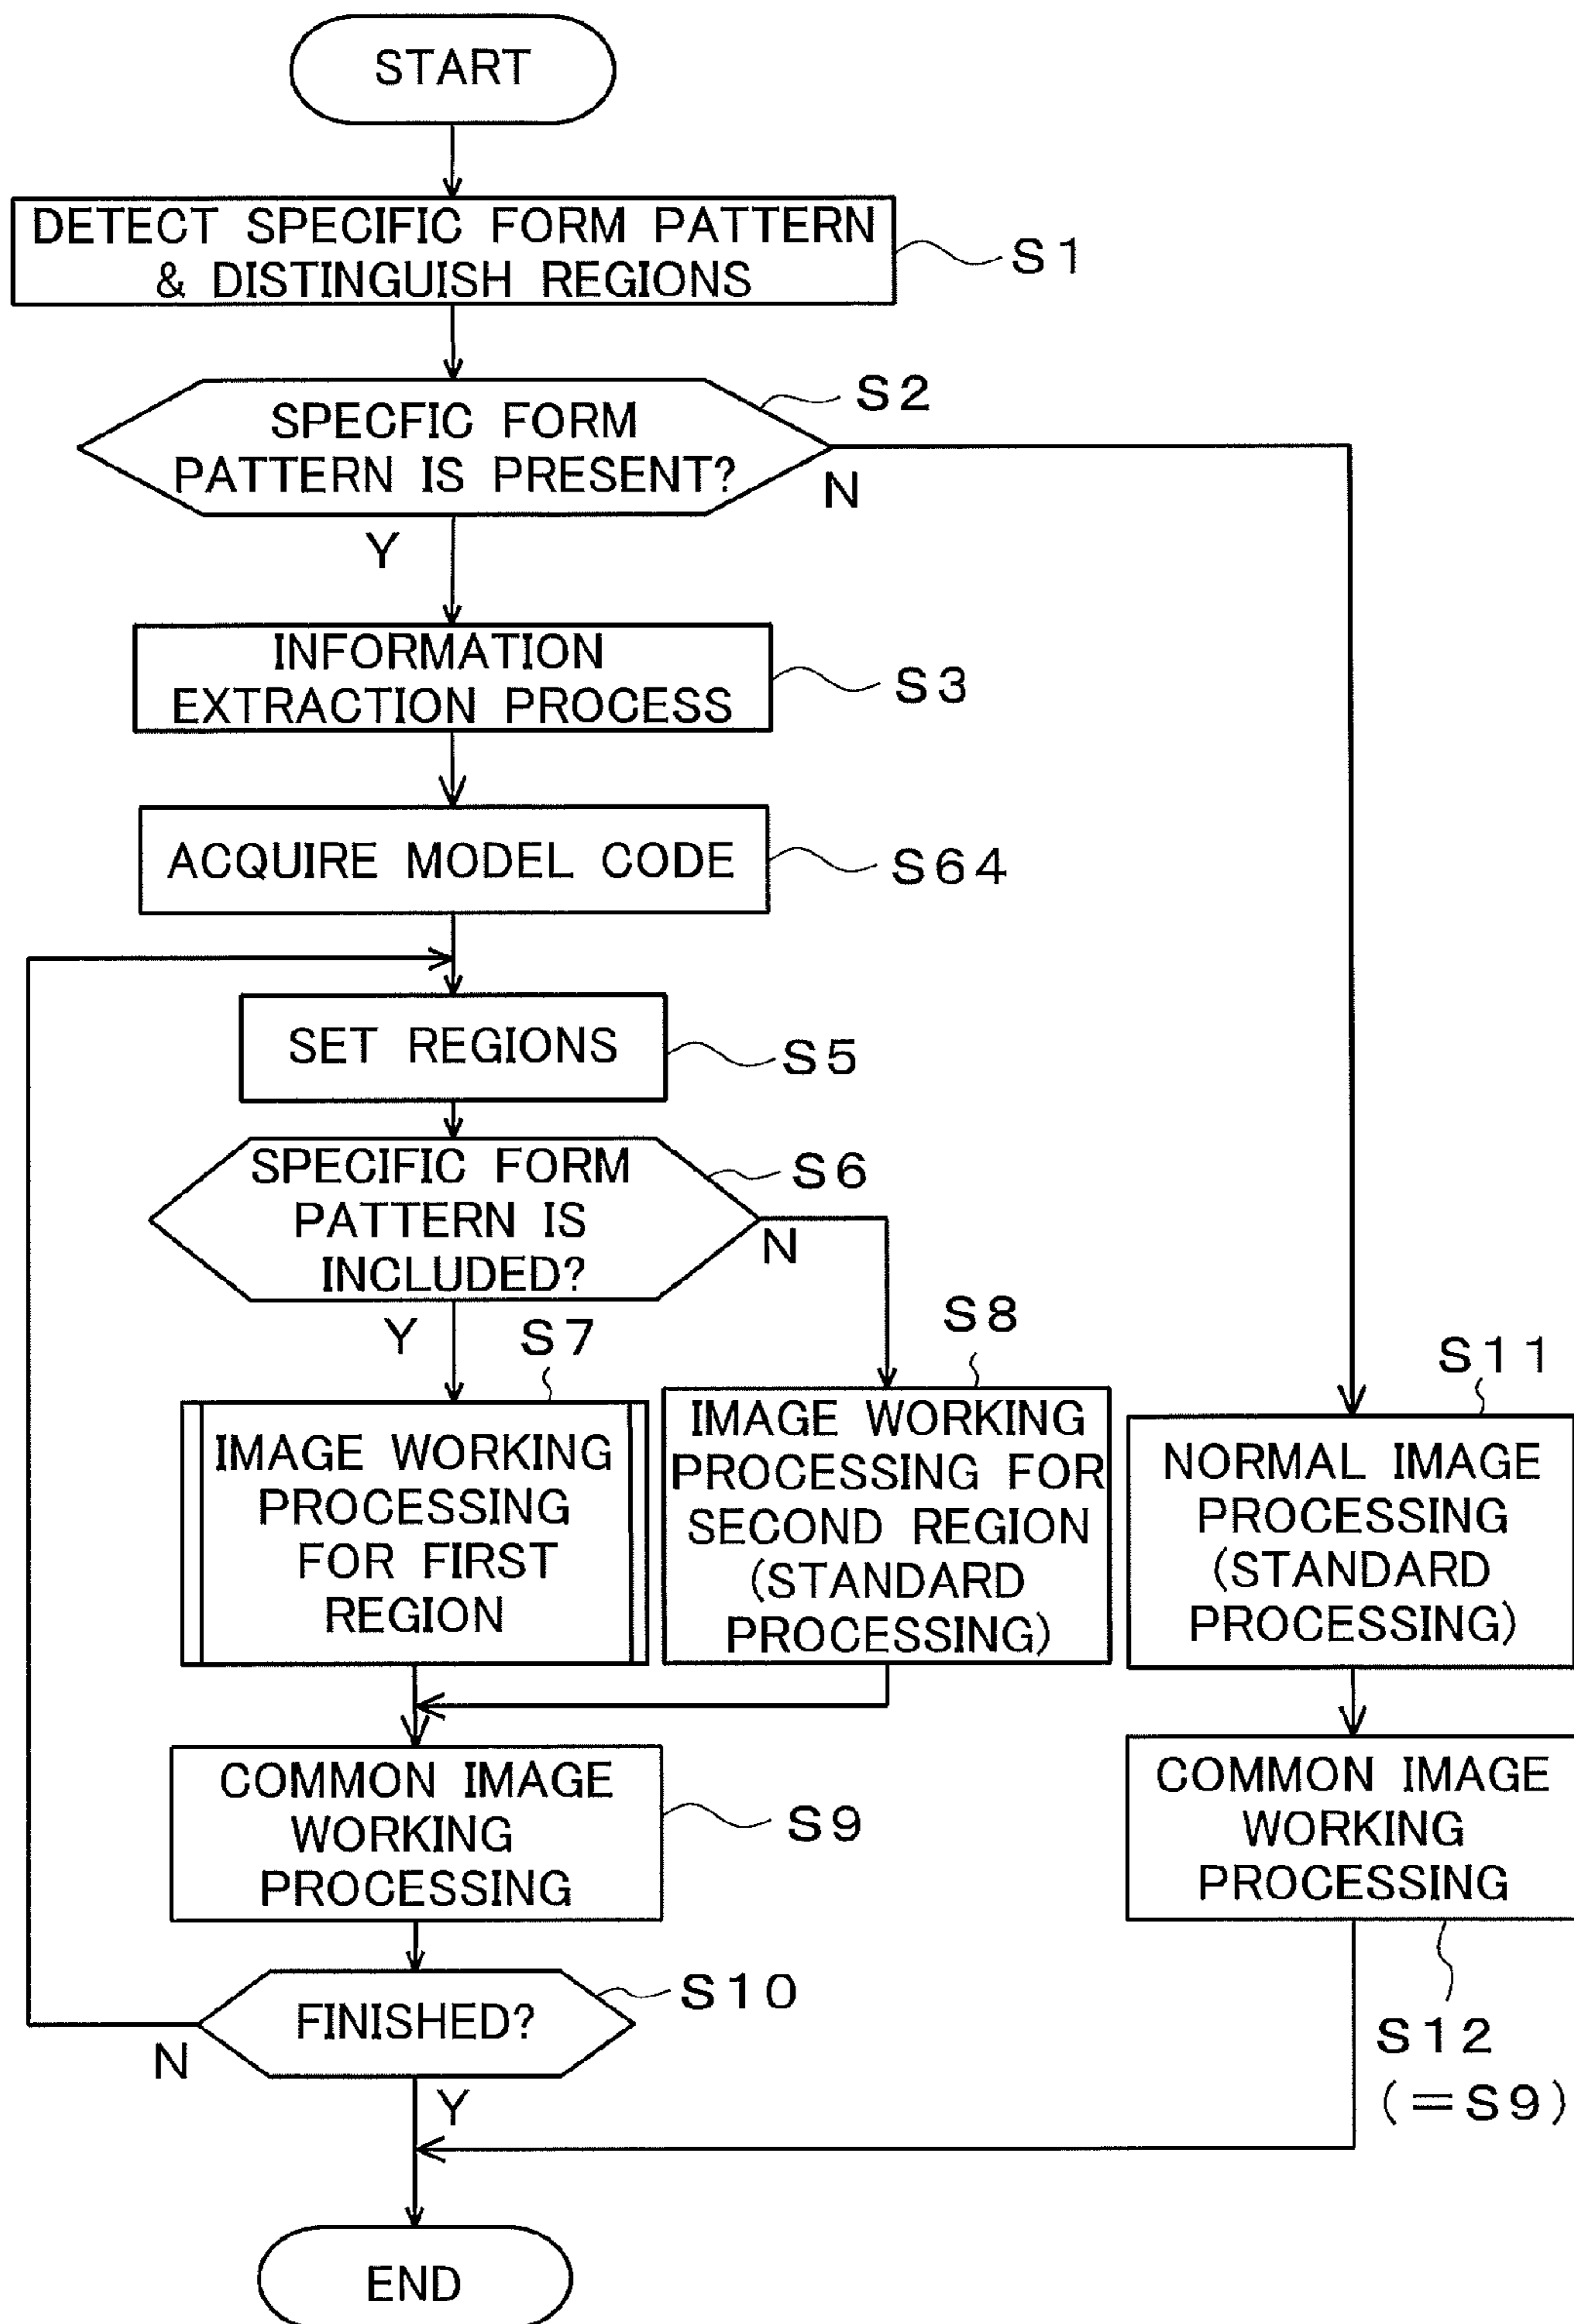 START
DETECT SPECIFIC FORM PATTERN
& DISTINGUISH REGIONS
S1
SPECFIC FORM
PATTERN IS PRESENT?
S2
N
Y
INFORMATION
EXTRACTION PROCESS
S3
ACQUIRE MODEL CODE
S64
SET REGIONS
S5
SPECIFIC FORM
PATTERN IS
INCLUDED?
S6
N
Y
S7
IMAGE WORKING
PROCESSING
FOR FIRST
REGION
S8
IMAGE WORKING
PROCESSING FOR
SECOND REGION
(STANDARD
PROCESSING)
S11
NORMAL IMAGE
PROCESSING
(STANDARD
PROCESSING)
COMMON IMAGE
WORKING
PROCESSING
S9
COMMON IMAGE
WORKING
PROCESSING
S12
(=S9)
FINISHED?
S10
N
Y
END